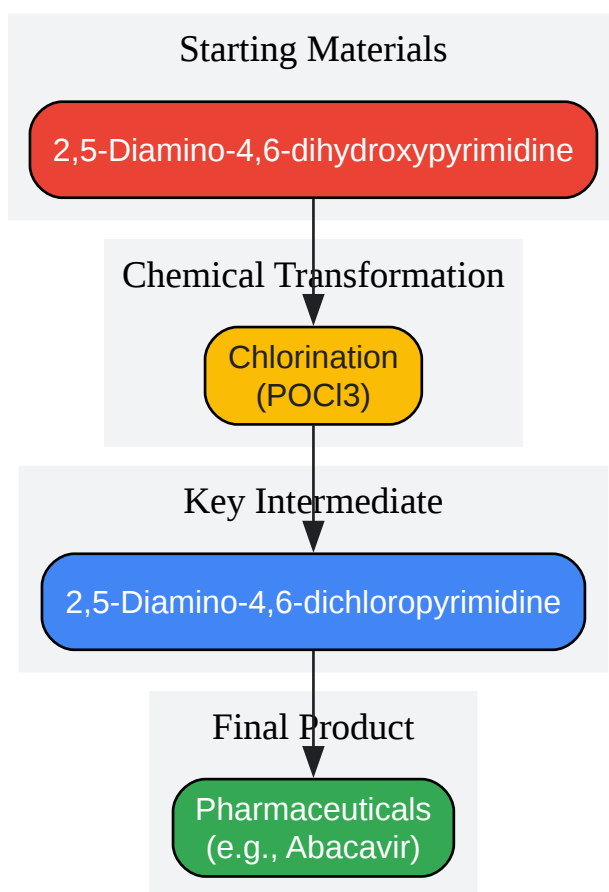 Starting Materials
2,5-Diamino-4,6-dihydroxypyrimidine
Chemical Transformation
Chlorination
(POCl3)
Key Intermediate
2,5-Diamino-4,6-dichloropyrimidine
Final Product
Pharmaceuticals
(e.g., Abacavir)